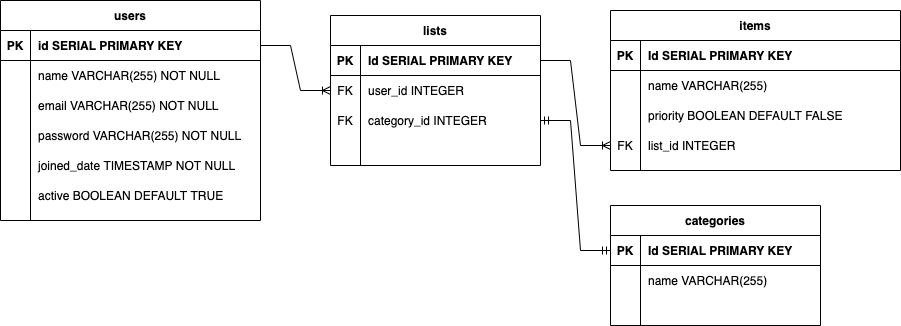 users
PK id SERIAL PRIMARY KEY
name VARCHAR(255) NOT NULL
email VARCHAR(255) NOT NULL
password VARCHAR(255) NOT NULL
joined_date TIMESTAMP NOT NULL
active BOOLEAN DEFAULT TRUE
lists
PK Id SERIAL PRIMARY KEY
FK user_id INTEGER
FK category_id INTEGER
items
PK Id SERIAL PRIMARY KEY
name VARCHAR(255)
priority BOOLEAN DEFAULT FALSE
FK list_id INTEGER
categories
PK Id SERIAL PRIMARY KEY
name VARCHAR(255)